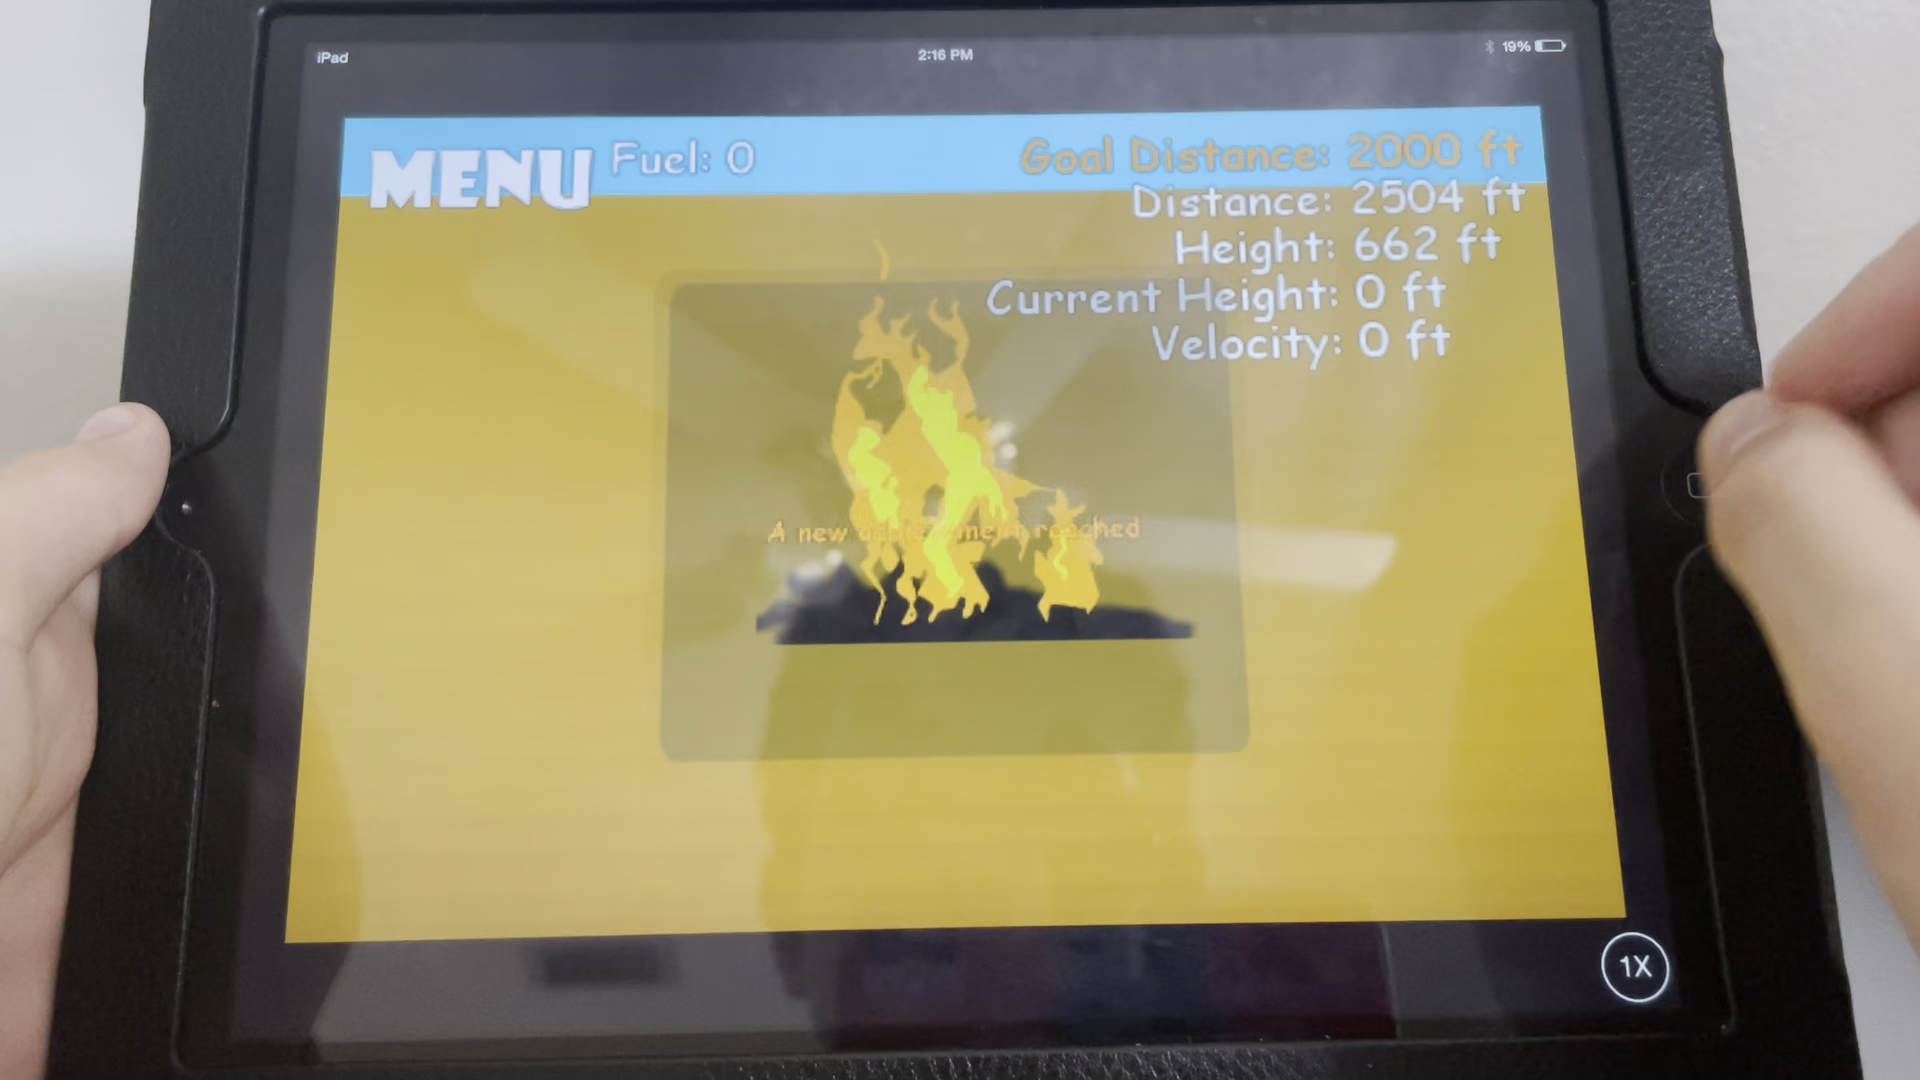 iPad
2:16 PM
19%
MENU
Fuel: 0
Goal Distance: 2000 ft
Distance: 2504 ft
Height: 662 ft
Current Height: 0 ft
Velocity: 0 ft
A new achievement reached
1X